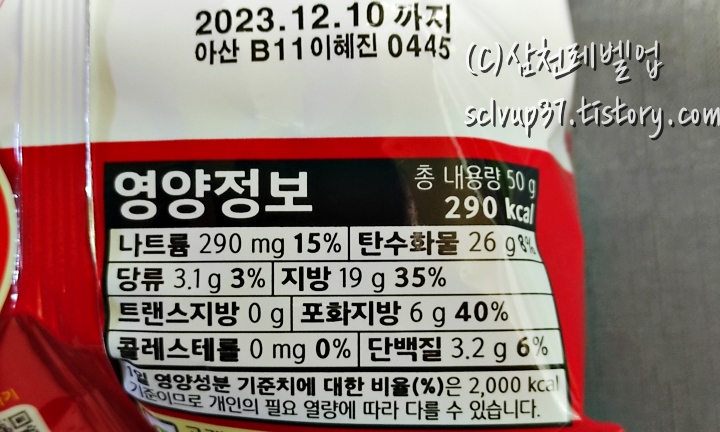 2023.12.10 까지
아산 B11이혜진 0445
(C)삼천레벨업
sclvup37.tistory.com
영양정보
총 내용량 50 g
290 kcal
나트륨 290 mg 15% 탄수화물 26 g 8%
당류 3.1 g 3% 지방 19 g 35%
트랜스지방 0 g 포화지방 6 g 40%
콜레스테롤 0 mg 0% 단백질 3.2 g 6%
1일 영양성분 기준치에 대한 비율(%)은 2,000 kcal
기준이므로 개인의 필요 열량에 따라 다를 수 있습니다.